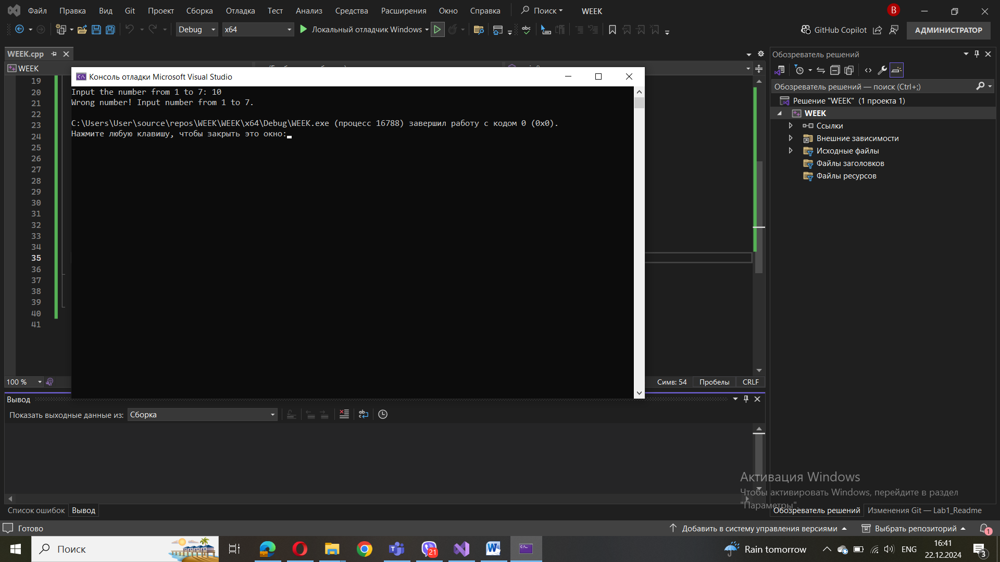 Файл Правка Вид Git Проект Сборка Отладка Тест Анализ Средства Расширения Окно Справка Поиск WEEK B
Debug x64 Локальный отладчик Windows GitHub Copilot АДМИНИСТРАТОР
WEEK.cpp
WEEK
Консоль отладки Microsoft Visual Studio
Input the number from 1 to 7: 10
Wrong number! Input number from 1 to 7.
C:\Users\User\source\repos\WEEK\WEEK\x64\Debug\WEEK.exe (процесс 16788) завершил работу с кодом 0 (0x0).
Нажмите любую клавишу, чтобы закрыть это окно:
19
20
21
22
23
24
25
26
27
28
29
30
31
32
33
34
35
36
37
38
39
40
41
100 % Симв: 54 Пробелы CRLF
Вывод
Показать выходные данные из: Сборка
Список ошибок Вывод
Обозреватель решений
Обозреватель решений — поиск (Ctrl+;)
Решение "WEEK" (1 проекта 1)
WEEK
Ссылки
Внешние зависимости
Исходные файлы
Файлы заголовков
Файлы ресурсов
Активация Windows
Чтобы активировать Windows, перейдите в раздел
"Параметры".
Обозреватель решений Изменения Git — Lab1_Readme
Готово Добавить в систему управления версиями Выбрать репозиторий 1
Поиск 21 Rain tomorrow ENG 16:41
22.12.2024 3